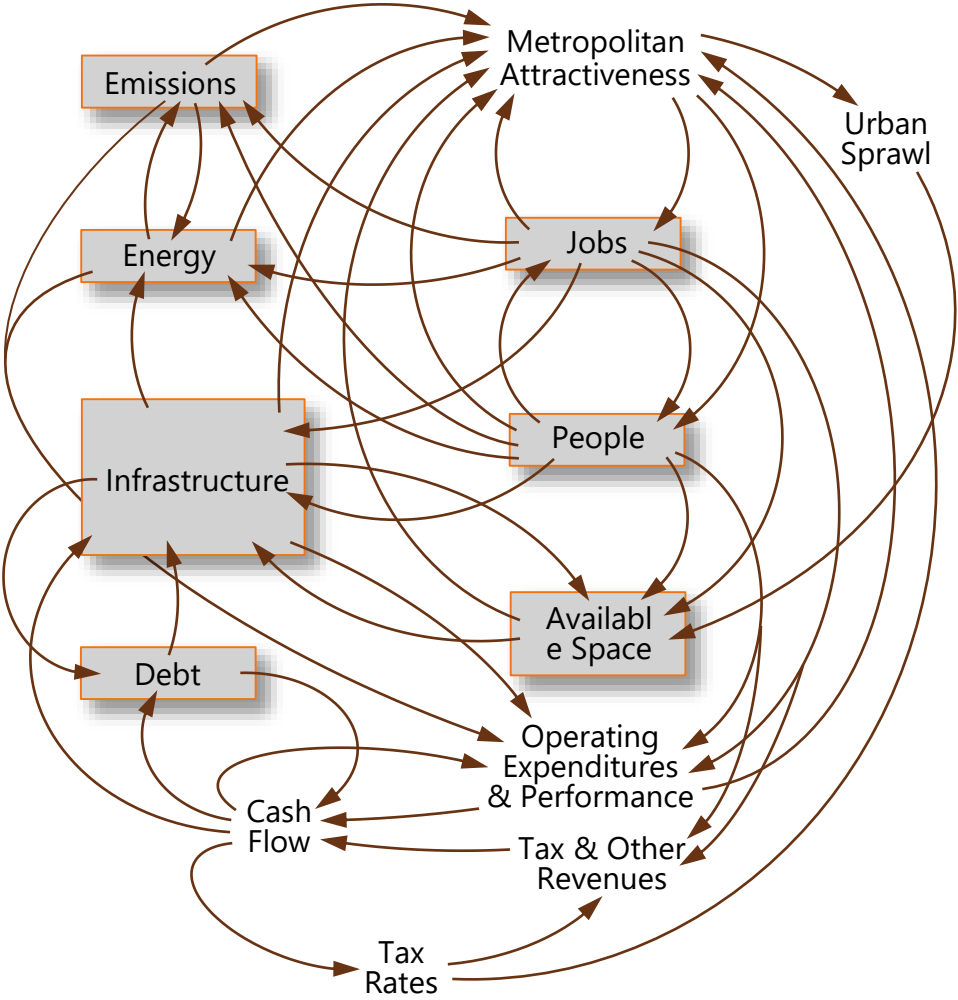 Metropolitan
Attractiveness
Emissions
Urban
Sprawl
Jobs
Energy
People
Infrastructure
Availabl
e Space
Debt
Operating
Expenditures
& Performance
Cash
Flow
Tax & Other
Revenues
Tax
Rates